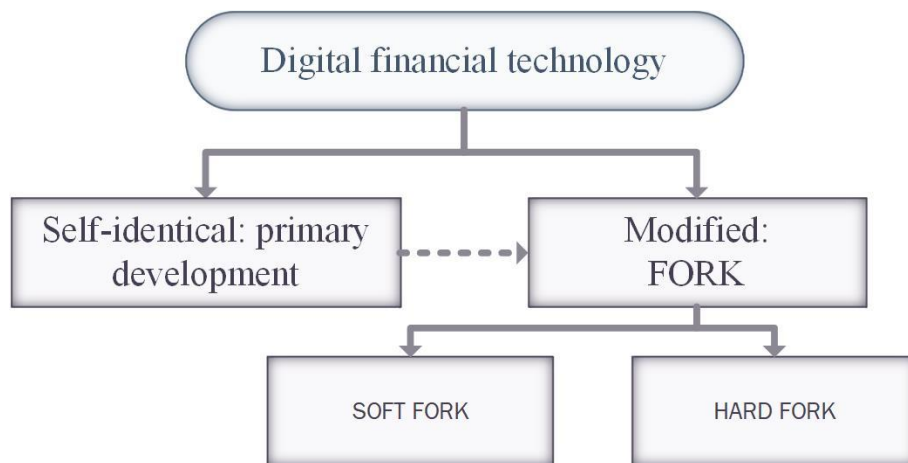 Digital financial technology
Self-identical: primary
development
Modified:
FORK
SOFT FORK
HARD FORK